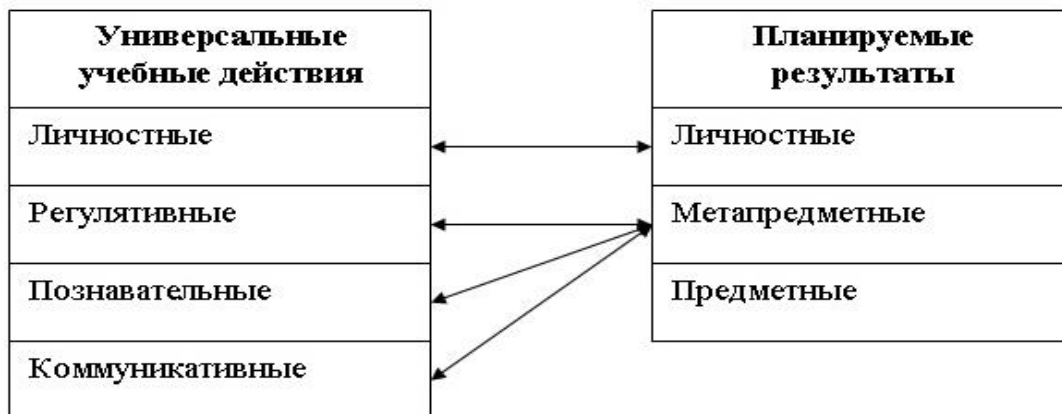 Универсальные
учебные действия
Личностные
Регулятивные
Познавательные
Коммуникативные
Планируемые
результаты
Личностные
Метапредметные
Предметные